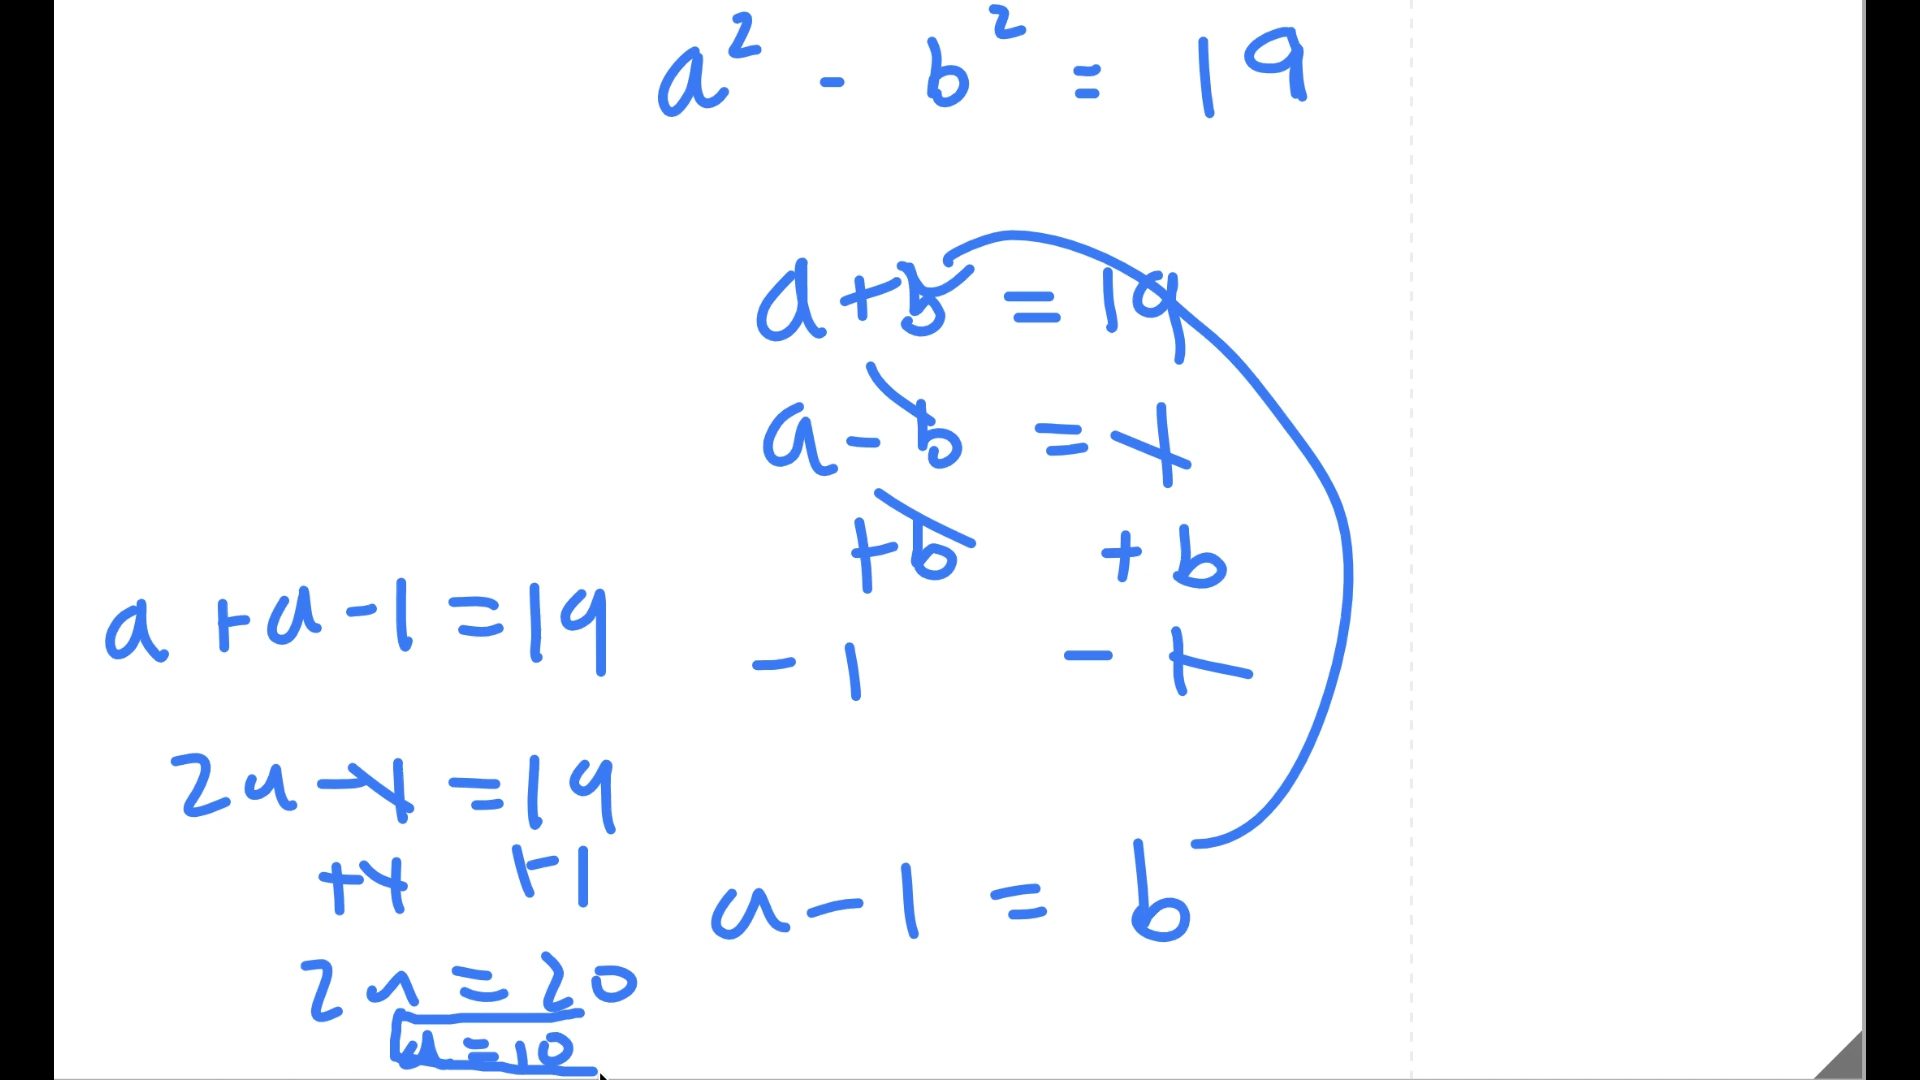 a² - b² = 19
a + b = 19
a - b = 1
+ b + b
- 1 - 1
a - 1 = b
a + a - 1 = 19
2a - 1 = 19
+1 +1
2a = 20
a = 10